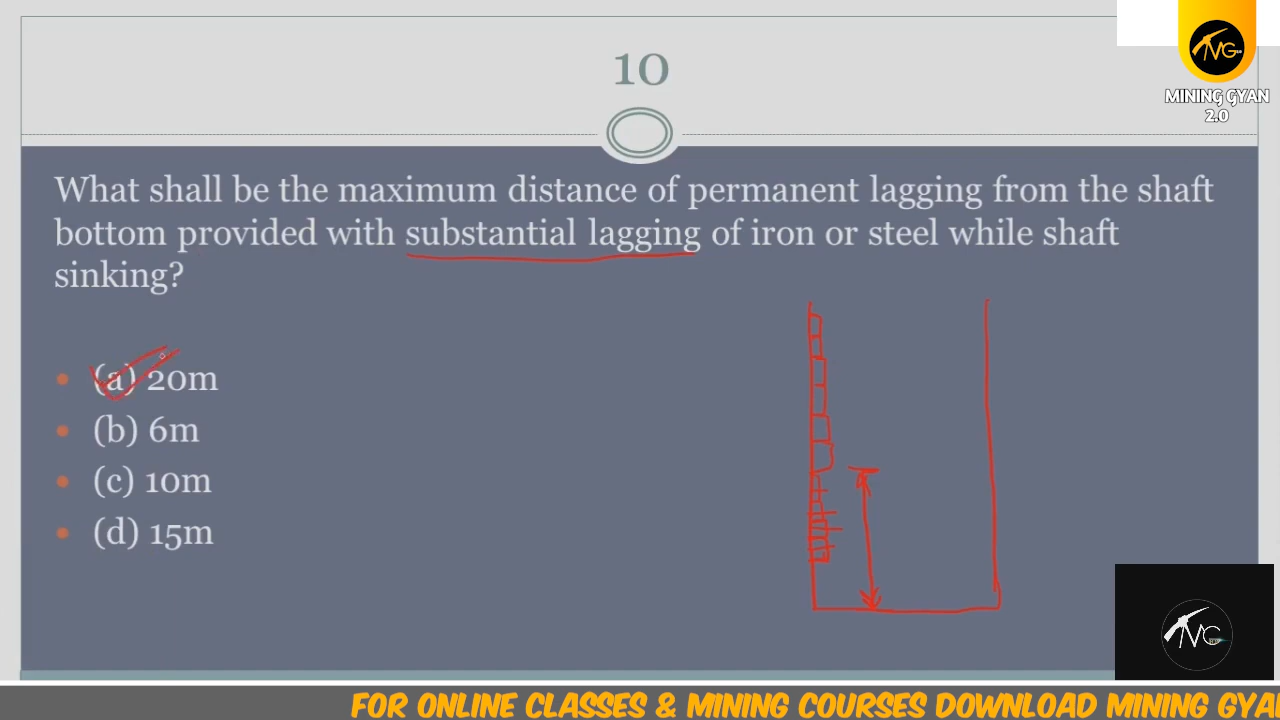 10
MINING GYAN
2.0
What shall be the maximum distance of permanent lagging from the shaft
bottom provided with substantial lagging of iron or steel while shaft
sinking?
(a) 20m
(b) 6m
(c) 10m
(d) 15m
FOR ONLINE CLASSES & MINING COURSES DOWNLOAD MINING GYA